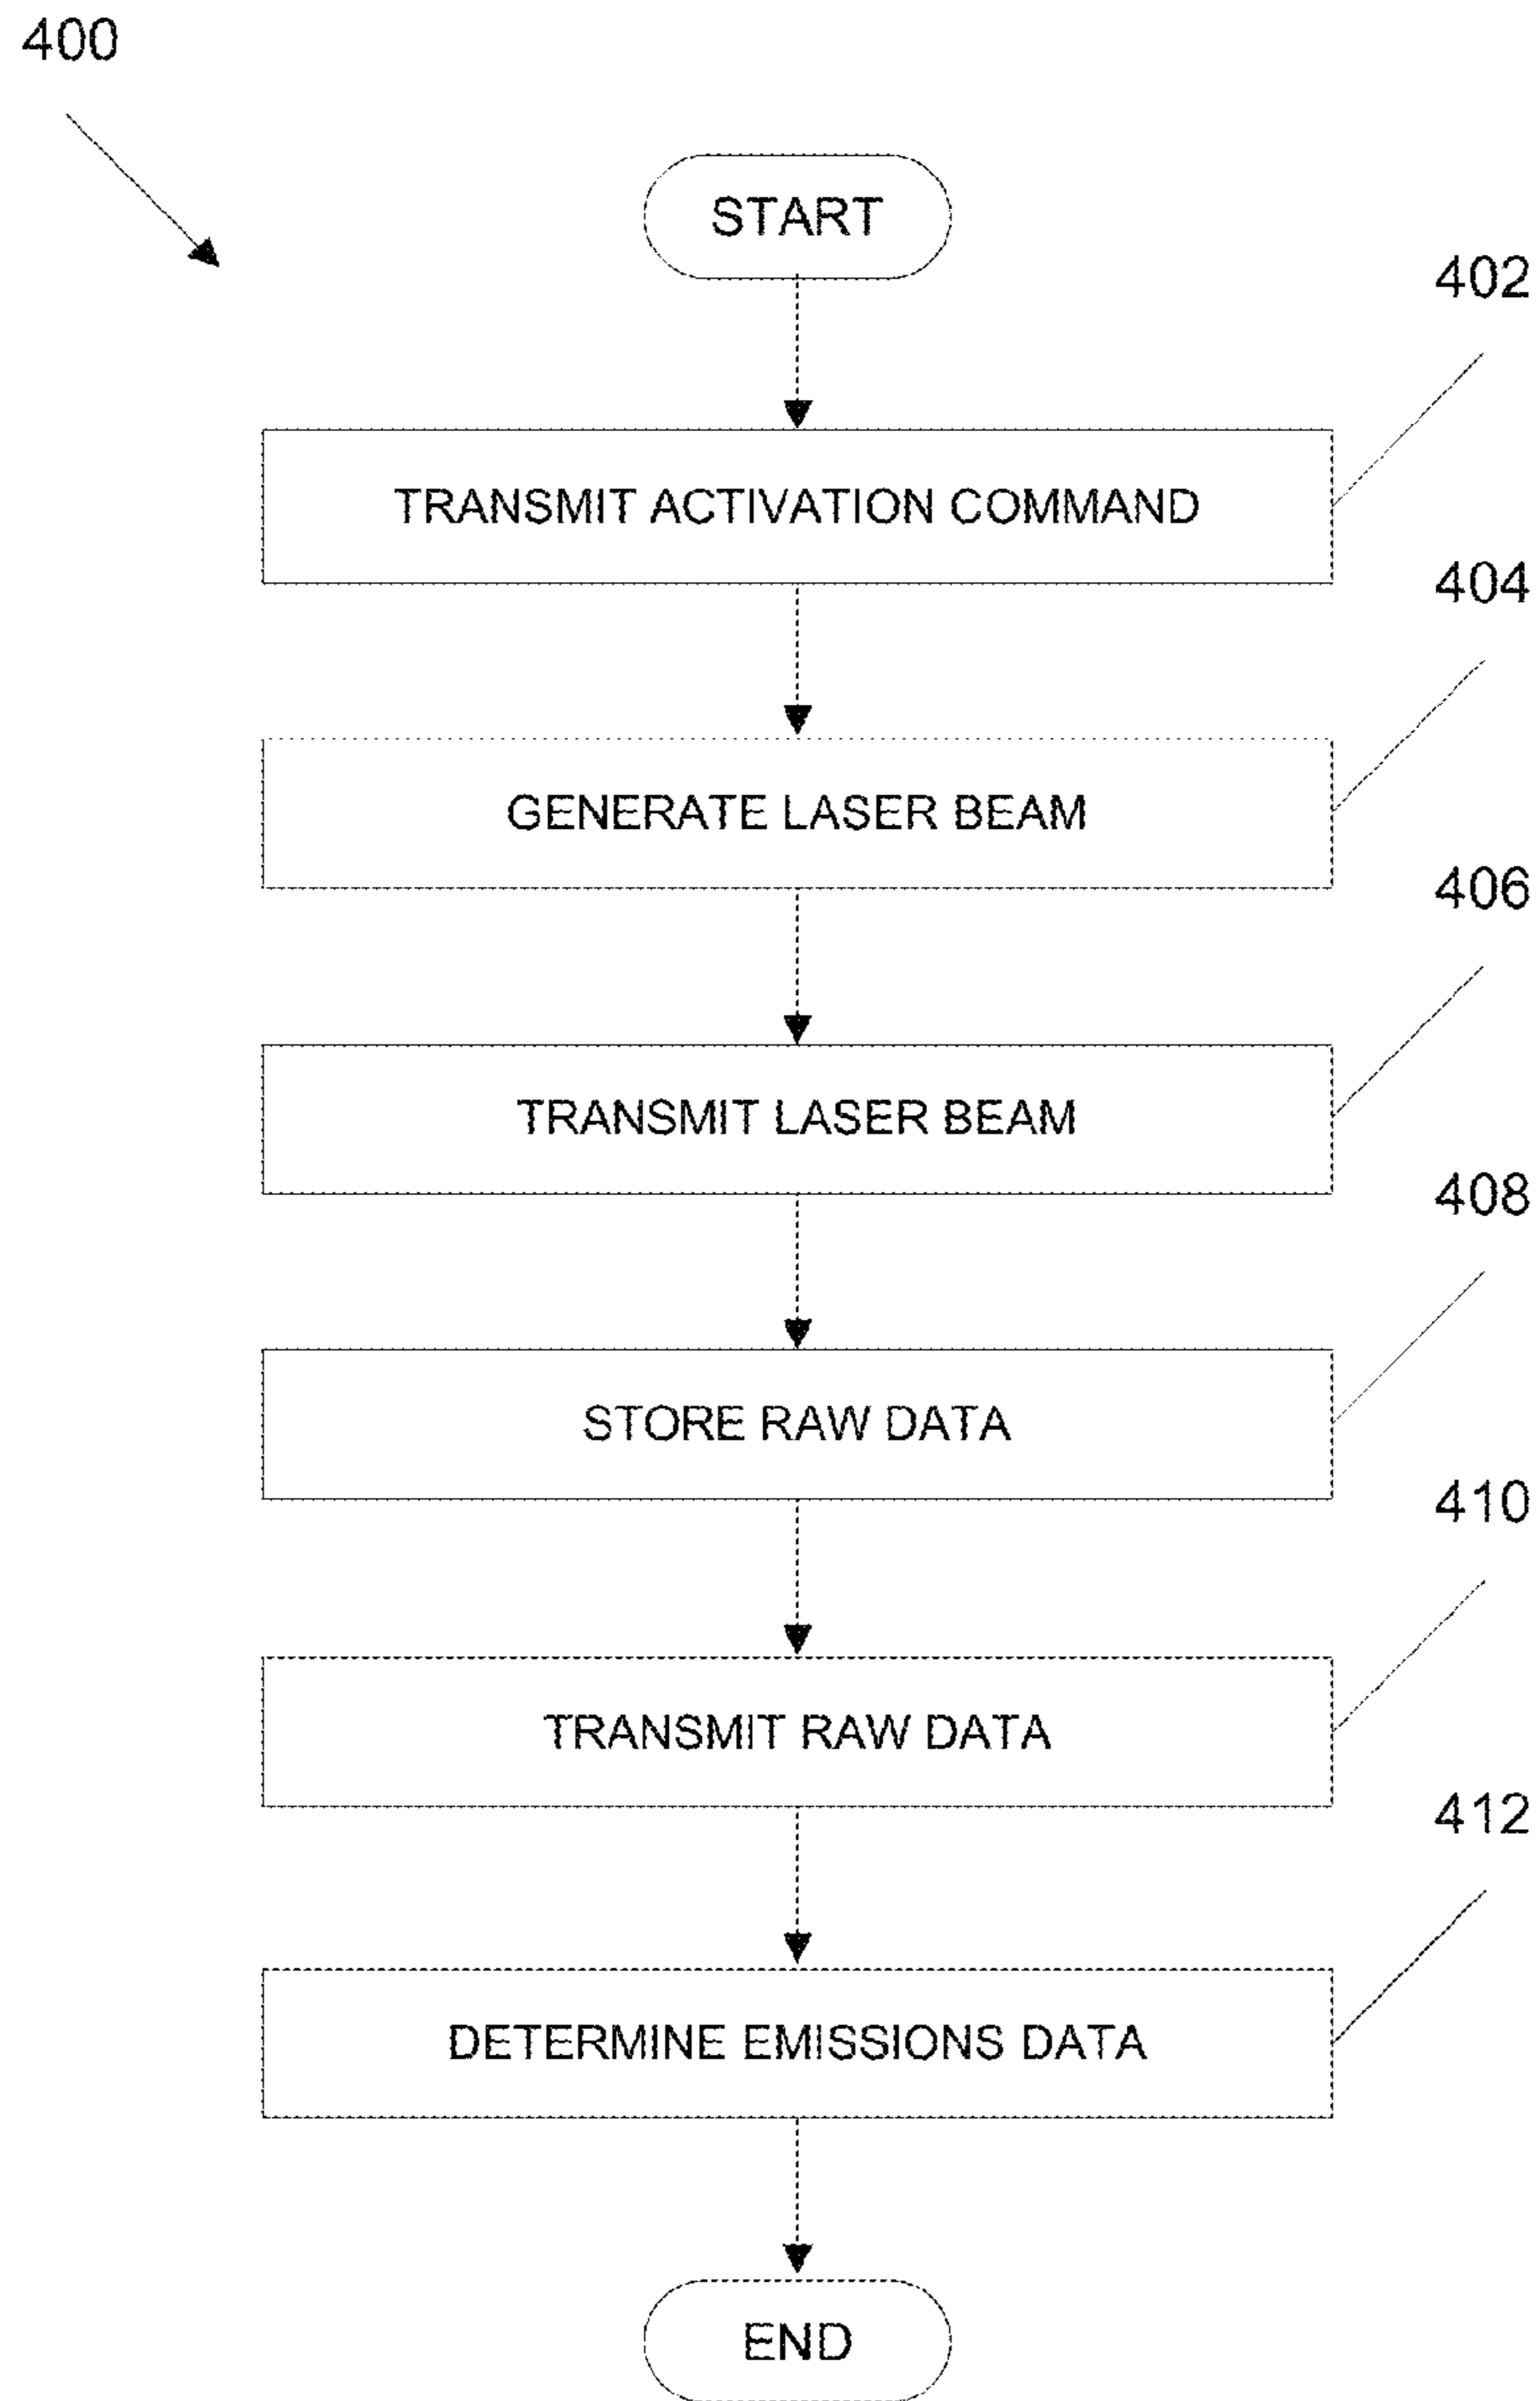 400
START
402
TRANSMIT ACTIVATION COMMAND
404
GENERATE LASER BEAM
406
TRANSMIT LASER BEAM
408
STORE RAW DATA
410
TRANSMIT RAW DATA
412
DETERMINE EMISSIONS DATA
END